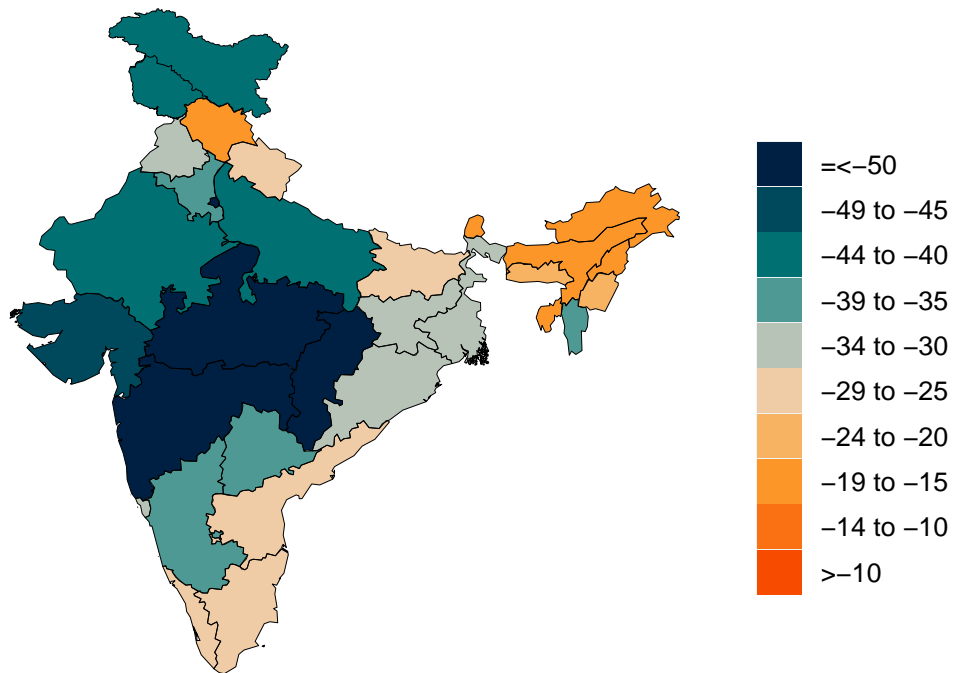 =<−50
−49 to −45
−44 to −40
−39 to −35
−34 to −30
−29 to −25
−24 to −20
−19 to −15
−14 to −10
>−10